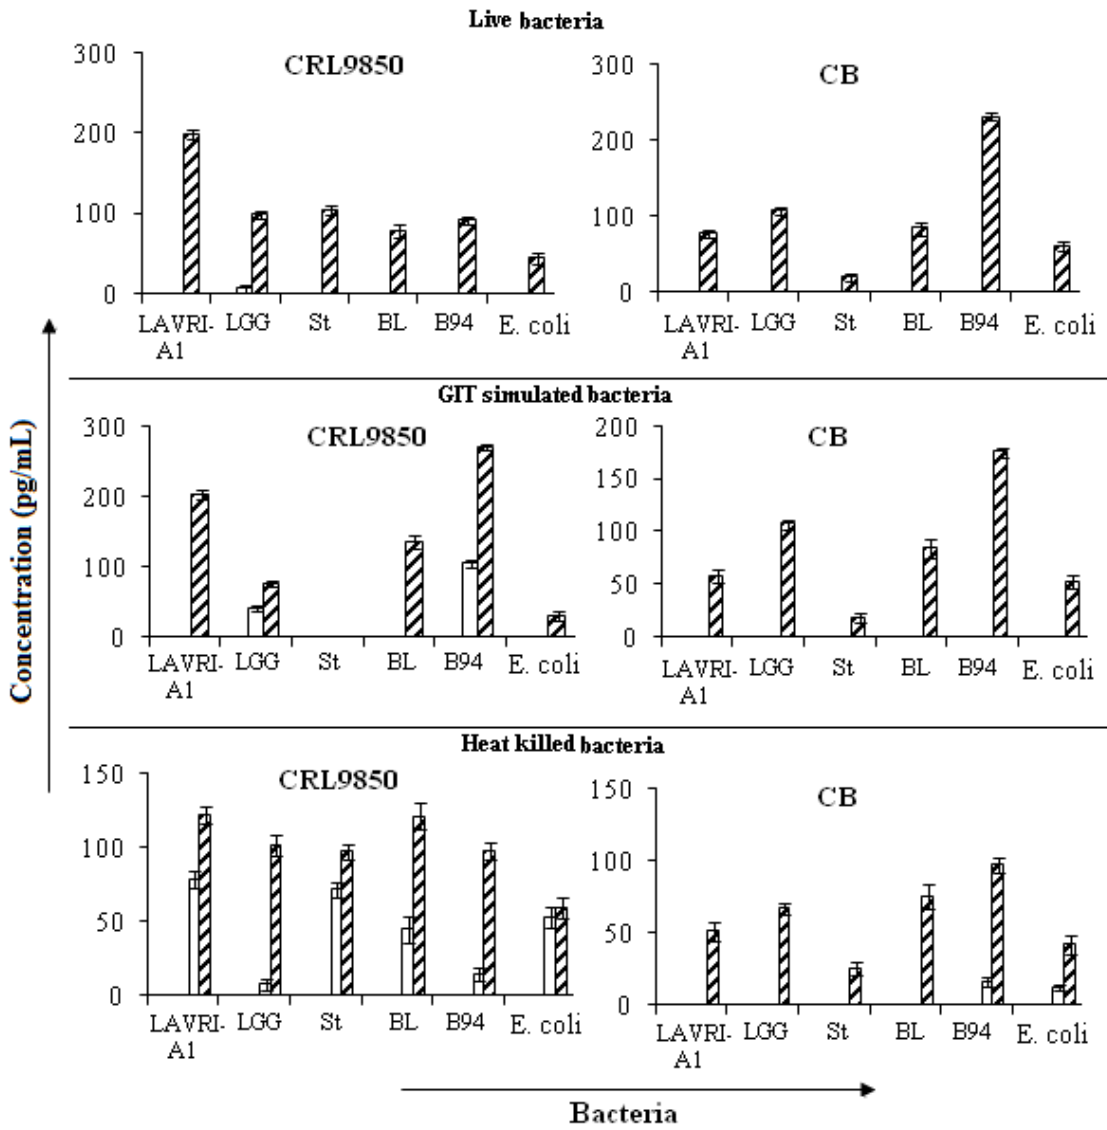 Live bacteria
CRL9850
CB
300
200
100
0
300
200
100
0
LAVRI-A1 LGG St BL B94 E. coli
LAVRI-A1 LGG St BL B94 E. coli
GIT simulated bacteria
CRL9850
CB
300
200
100
0
200
150
100
50
0
LAVRI-A1 LGG St BL B94 E. coli
LAVRI-A1 LGG St BL B94 E. coli
Heat killed bacteria
CRL9850
CB
150
100
50
0
150
100
50
0
LAVRI-A1 LGG St BL B94 E. coli
LAVRI-A1 LGG St BL B94 E. coli
Concentration (pg/mL)
Bacteria